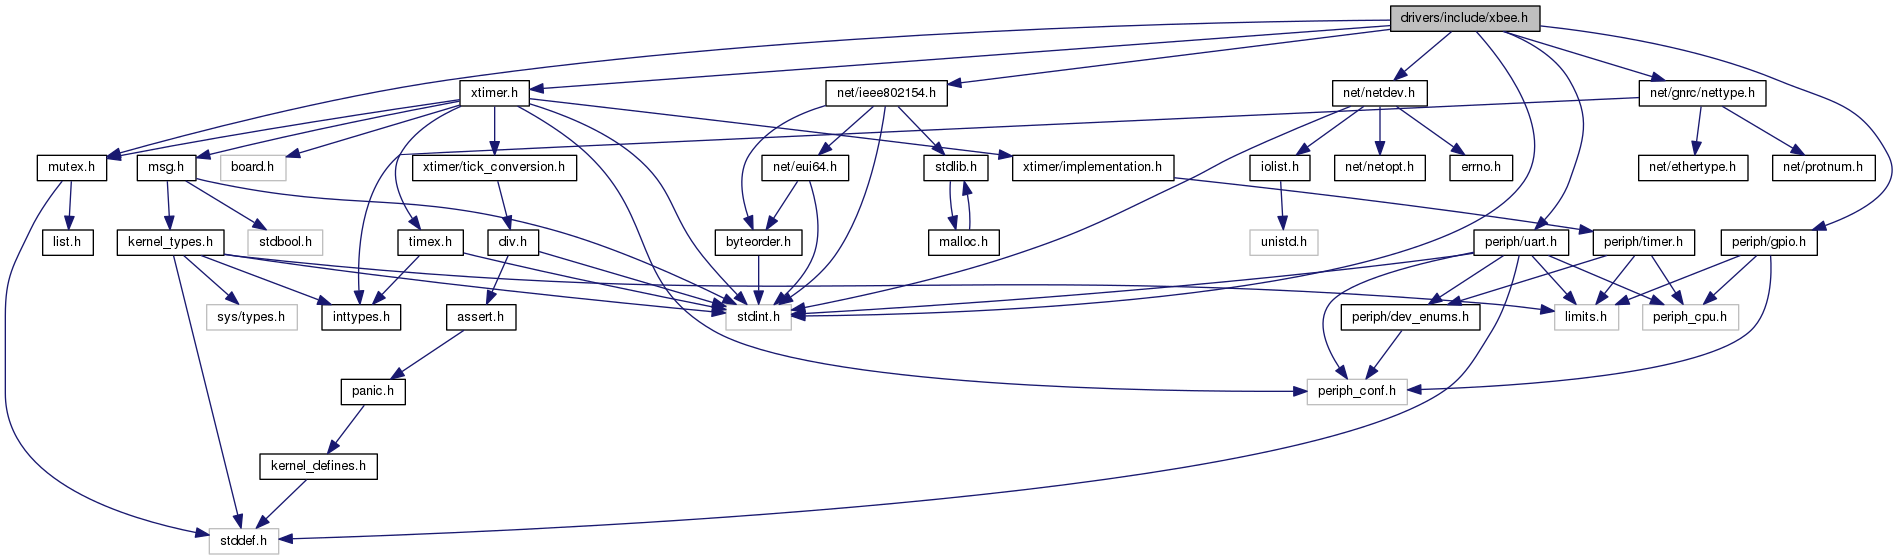 drivers/include/xbee.h
xtimer.h
net/ieee802154.h
net/netdev.h
net/gnrc/nettype.h
mutex.h
msg.h
board.h
xtimer/tick_conversion.h
net/eui64.h
stdlib.h
xtimer/implementation.h
iolist.h
net/netopt.h
errno.h
net/ethertype.h
net/protnum.h
list.h
kernel_types.h
stdbool.h
timex.h
div.h
byteorder.h
malloc.h
unistd.h
periph/uart.h
periph/timer.h
periph/gpio.h
sys/types.h
inttypes.h
assert.h
stdint.h
periph/dev_enums.h
limits.h
periph_cpu.h
panic.h
periph_conf.h
kernel_defines.h
stddef.h